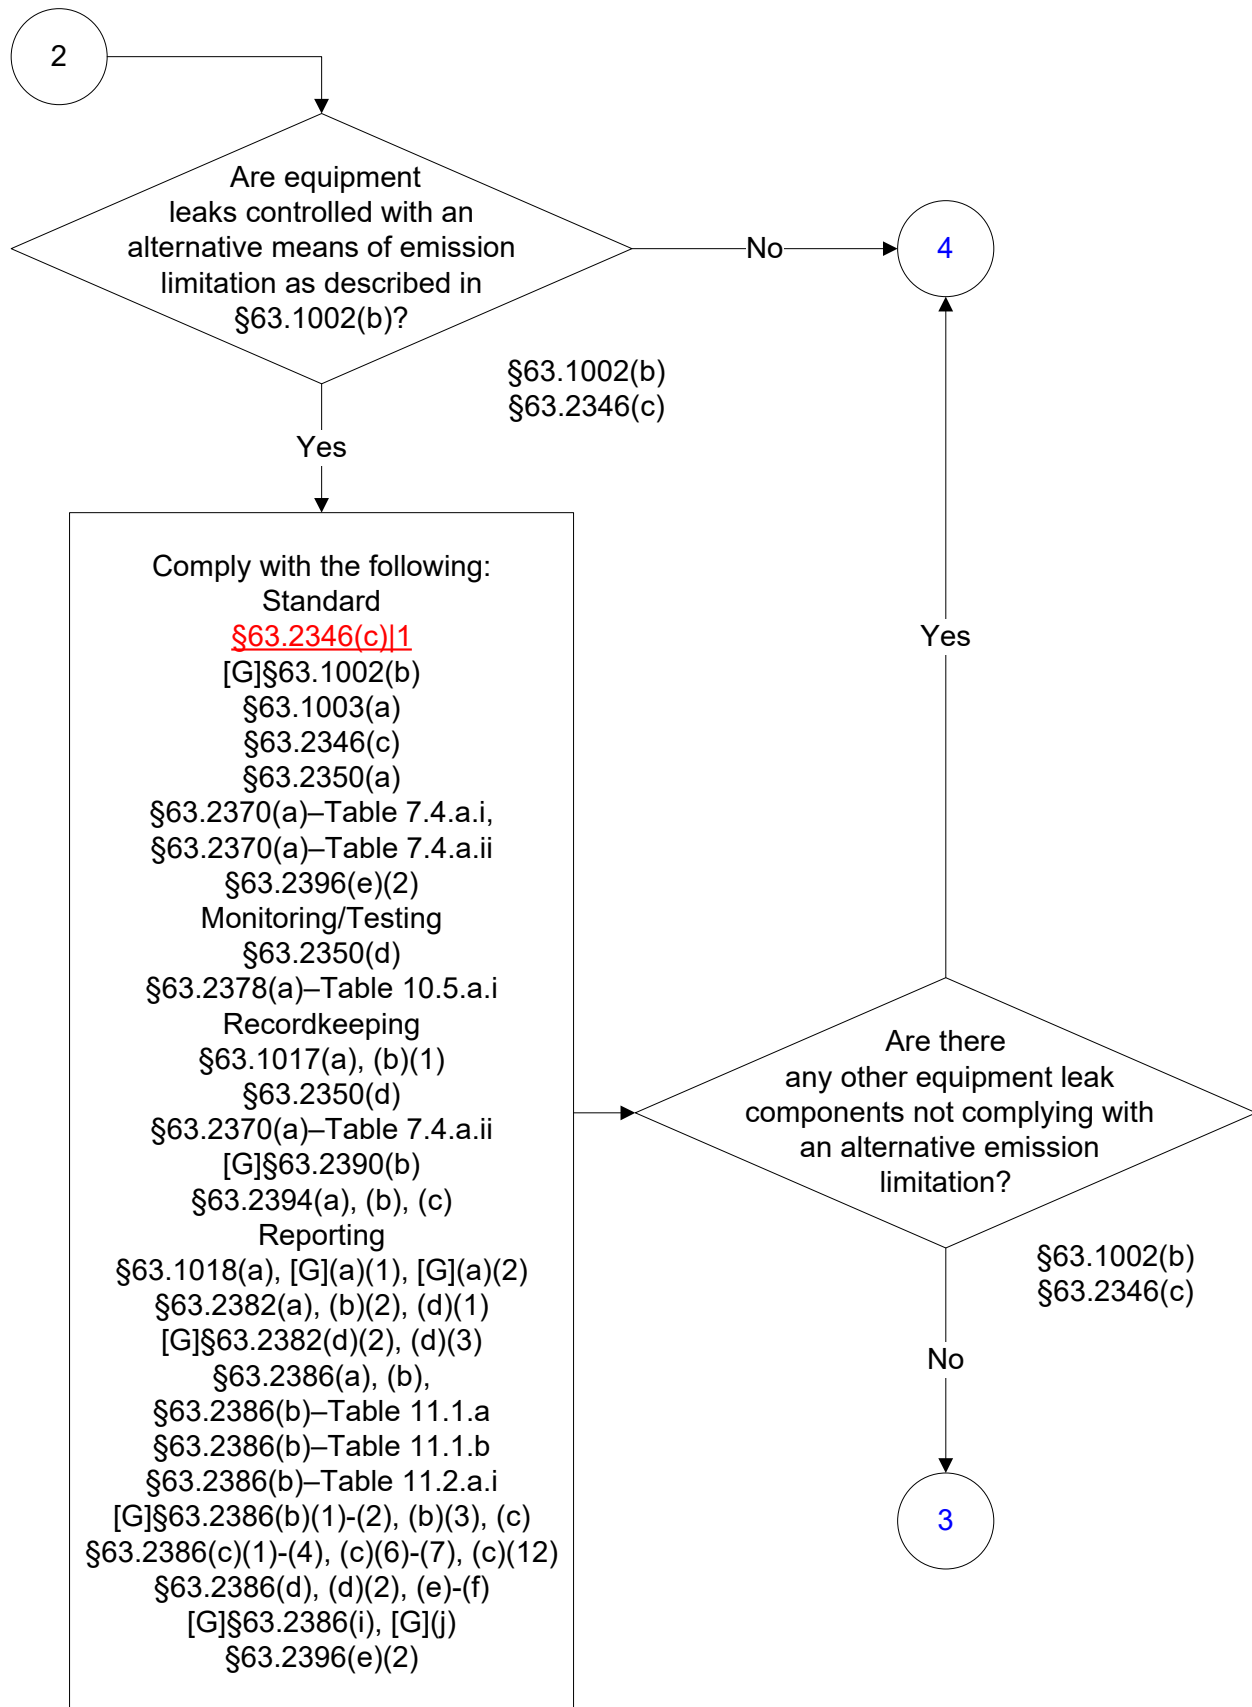 2
Are equipment
leaks controlled with an
alternative means of emission
limitation as described in
§63.1002(b)?
No
4
§63.1002(b)
§63.2346(c)
Yes
Comply with the following:
Standard
§63.2346(c)|1
[G]§63.1002(b)
§63.1003(a)
§63.2346(c)
§63.2350(a)
§63.2370(a)–Table 7.4.a.i,
§63.2370(a)–Table 7.4.a.ii
§63.2396(e)(2)
Monitoring/Testing
§63.2350(d)
§63.2378(a)–Table 10.5.a.i
Recordkeeping
§63.1017(a), (b)(1)
§63.2350(d)
§63.2370(a)–Table 7.4.a.ii
[G]§63.2390(b)
§63.2394(a), (b), (c)
Reporting
§63.1018(a), [G](a)(1), [G](a)(2)
§63.2382(a), (b)(2), (d)(1)
[G]§63.2382(d)(2), (d)(3)
§63.2386(a), (b),
§63.2386(b)–Table 11.1.a
§63.2386(b)–Table 11.1.b
§63.2386(b)–Table 11.2.a.i
[G]§63.2386(b)(1)-(2), (b)(3), (c)
§63.2386(c)(1)-(4), (c)(6)-(7), (c)(12)
§63.2386(d), (d)(2), (e)-(f)
[G]§63.2386(i), [G](j)
§63.2396(e)(2)
Yes
Are there
any other equipment leak
components not complying with
an alternative emission
limitation?
§63.1002(b)
§63.2346(c)
No
3